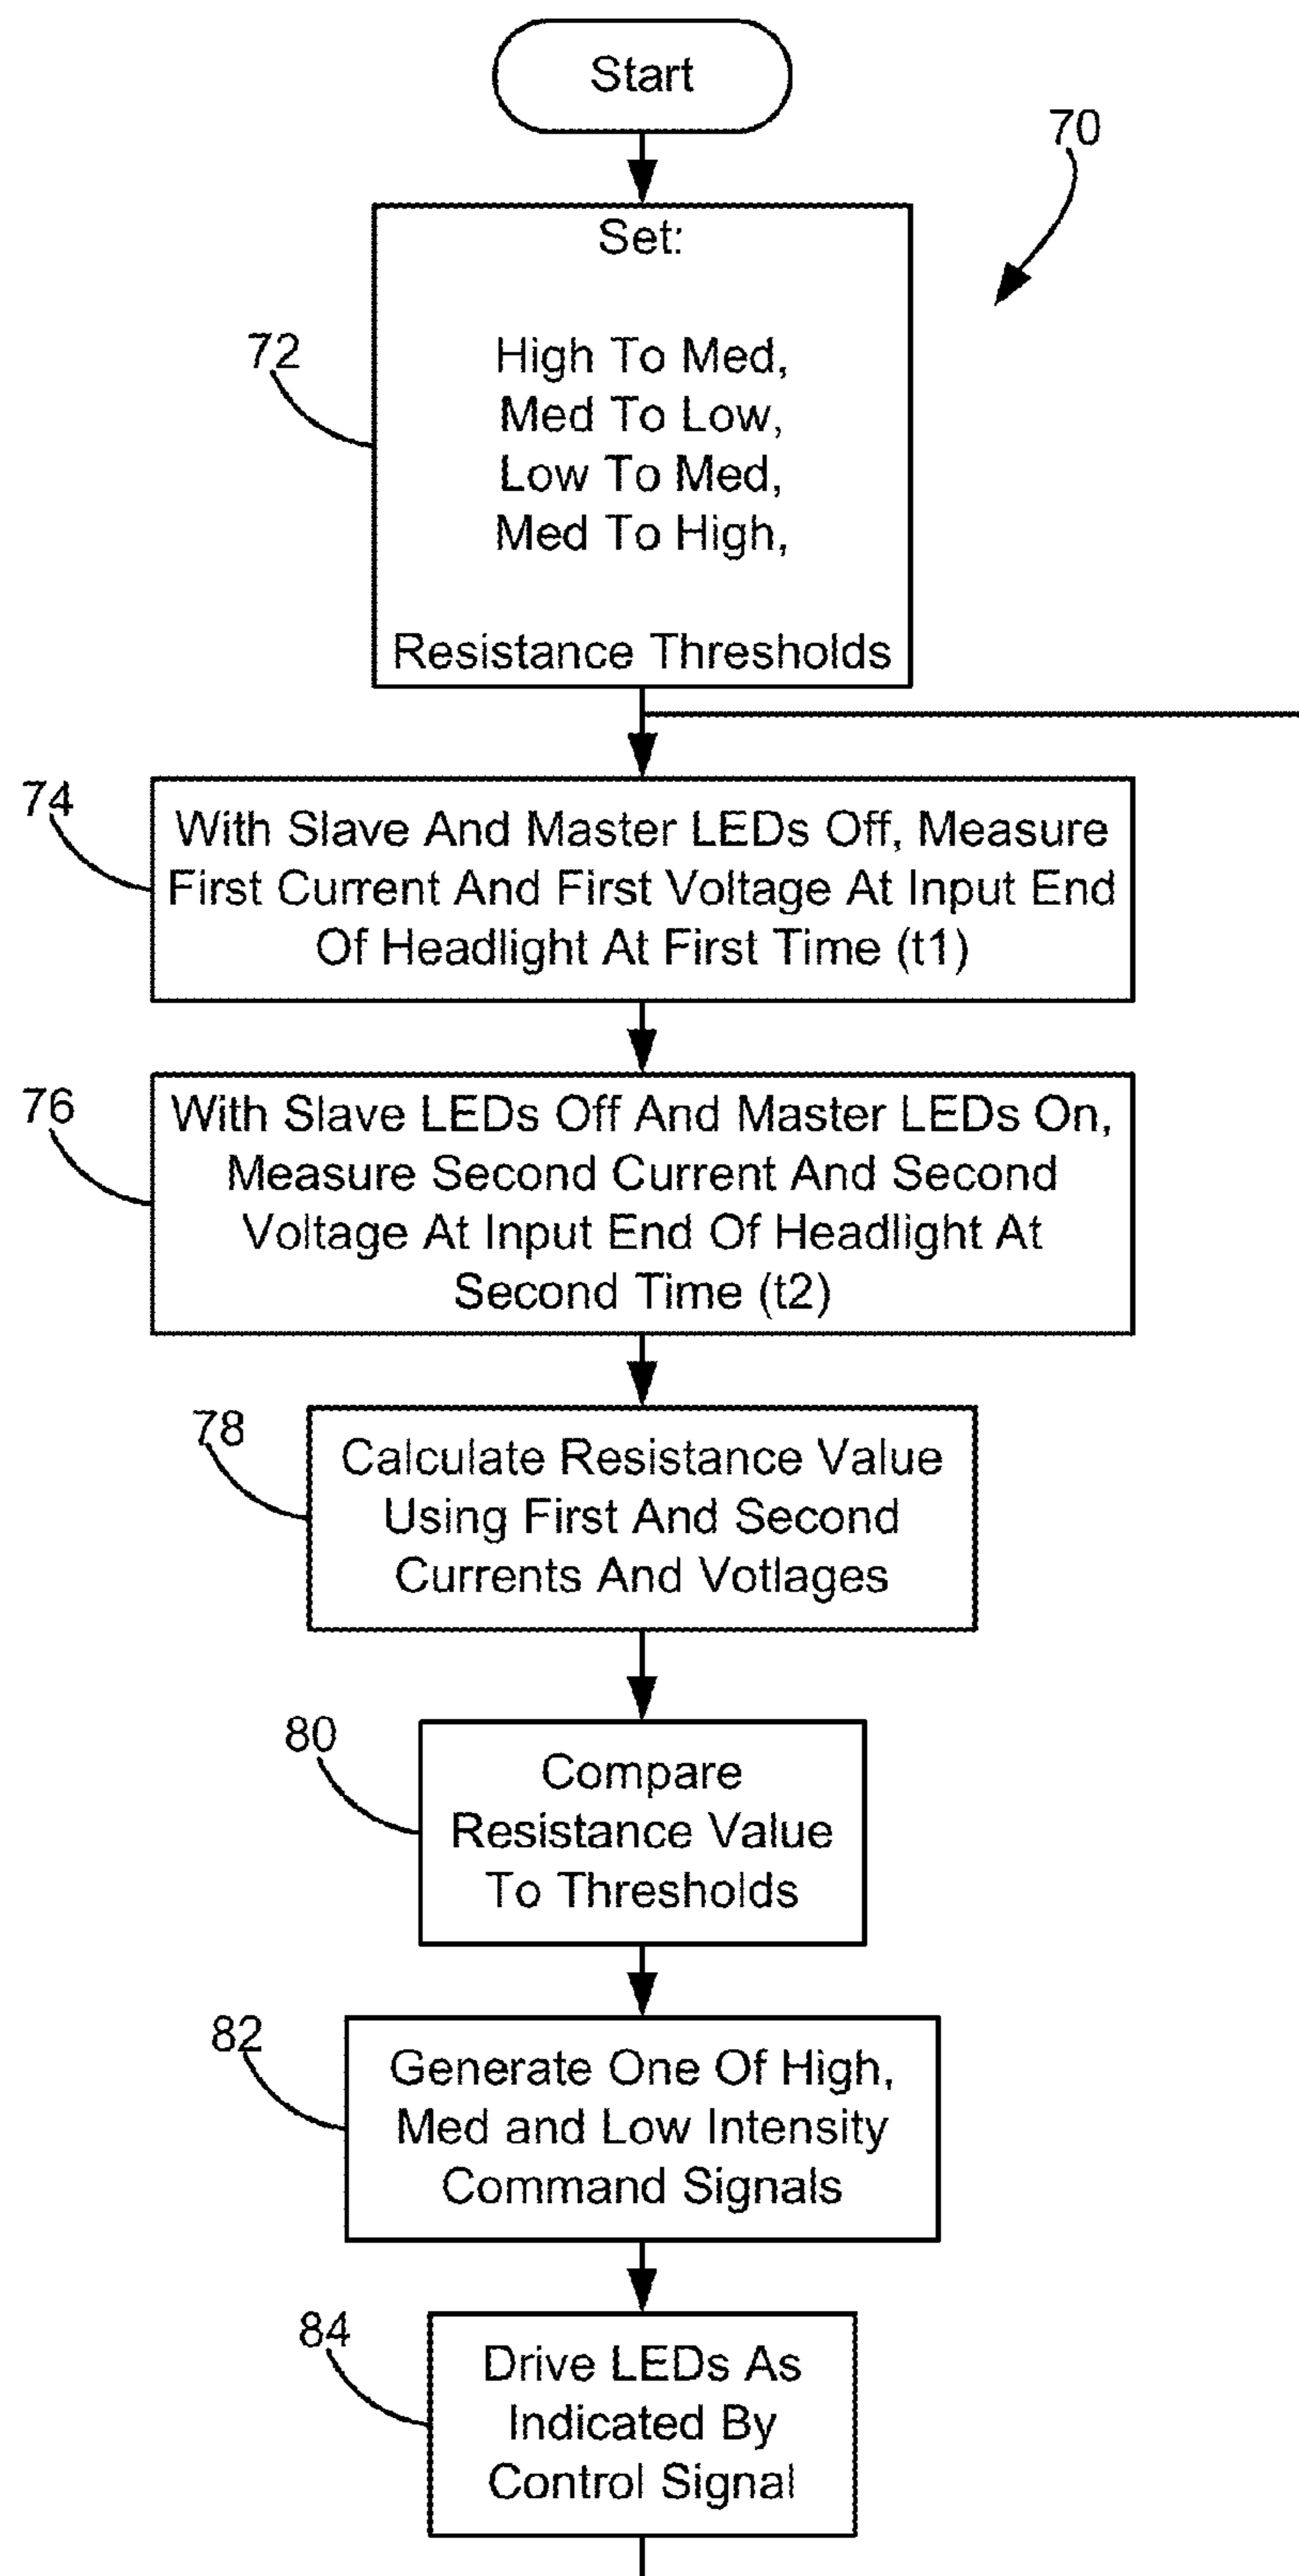 Start
70
Set:
72
High To Med,
Med To Low,
Low To Med,
Med To High,
Resistance Thresholds
74
With Slave And Master LEDs Off, Measure
First Current And First Voltage At Input End
Of Headlight At First Time (t1)
76
With Slave LEDs Off And Master LEDs On,
Measure Second Current And Second
Voltage At Input End Of Headlight At
Second Time (t2)
78
Calculate Resistance Value
Using First And Second
Currents And Votlages
80
Compare
Resistance Value
To Thresholds
82
Generate One Of High,
Med and Low Intensity
Command Signals
84
Drive LEDs As
Indicated By
Control Signal